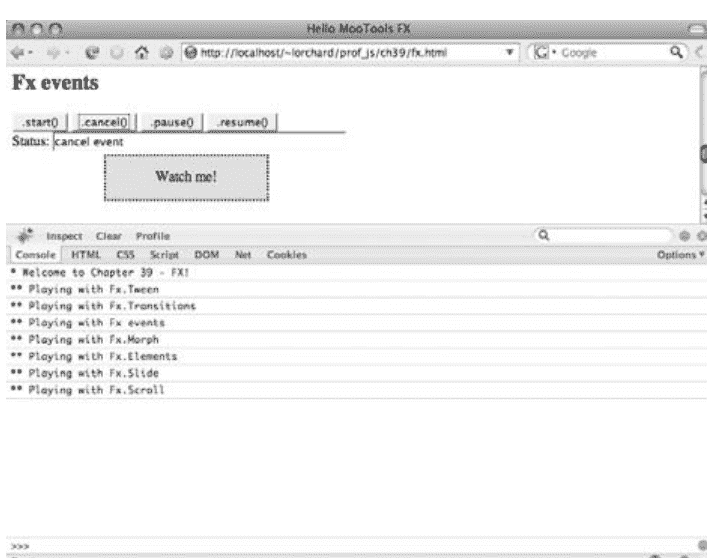 Hello MooTools FX
http://localhost/~lorchard/prof_js/ch39/fx.html
G Google
Fx events
.start() .cancel() .pause() .resume()
Status: cancel event
Watch me!
Inspect Clear Profile
Console HTML CSS Script DOM Net Cookies Options
* Welcome to Chapter 39 - FX!
** Playing with Fx.Tween
** Playing with Fx.Transitions
** Playing with Fx events
** Playing with Fx.Morph
** Playing with Fx.Elements
** Playing with Fx.Slide
** Playing with Fx.Scroll
>>>